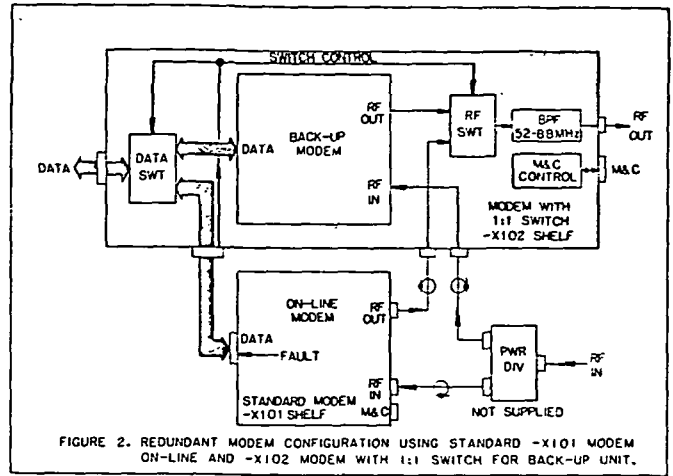 SWITCH CONTROL
DATA
DATA
SWT
DATA
BACK-UP
MODEM
RF
OUT
RF
IN
RF
SWT
BPF
52-88MHz
RF
OUT
M&C
CONTROL
M&C
MODEM WITH
1:1 SWITCH
-X102 SHELF
ON-LINE
MODEM
RF
OUT
DATA
FAULT
RF
IN
M&C
STANDARD MODEM
-X101 SHELF
PWR
DIV
RF
IN
NOT SUPPLIED
FIGURE 2. REDUNDANT MODEM CONFIGURATION USING STANDARD -X101 MODEM
ON-LINE AND -X102 MODEM WITH 1:1 SWITCH FOR BACK-UP UNIT.